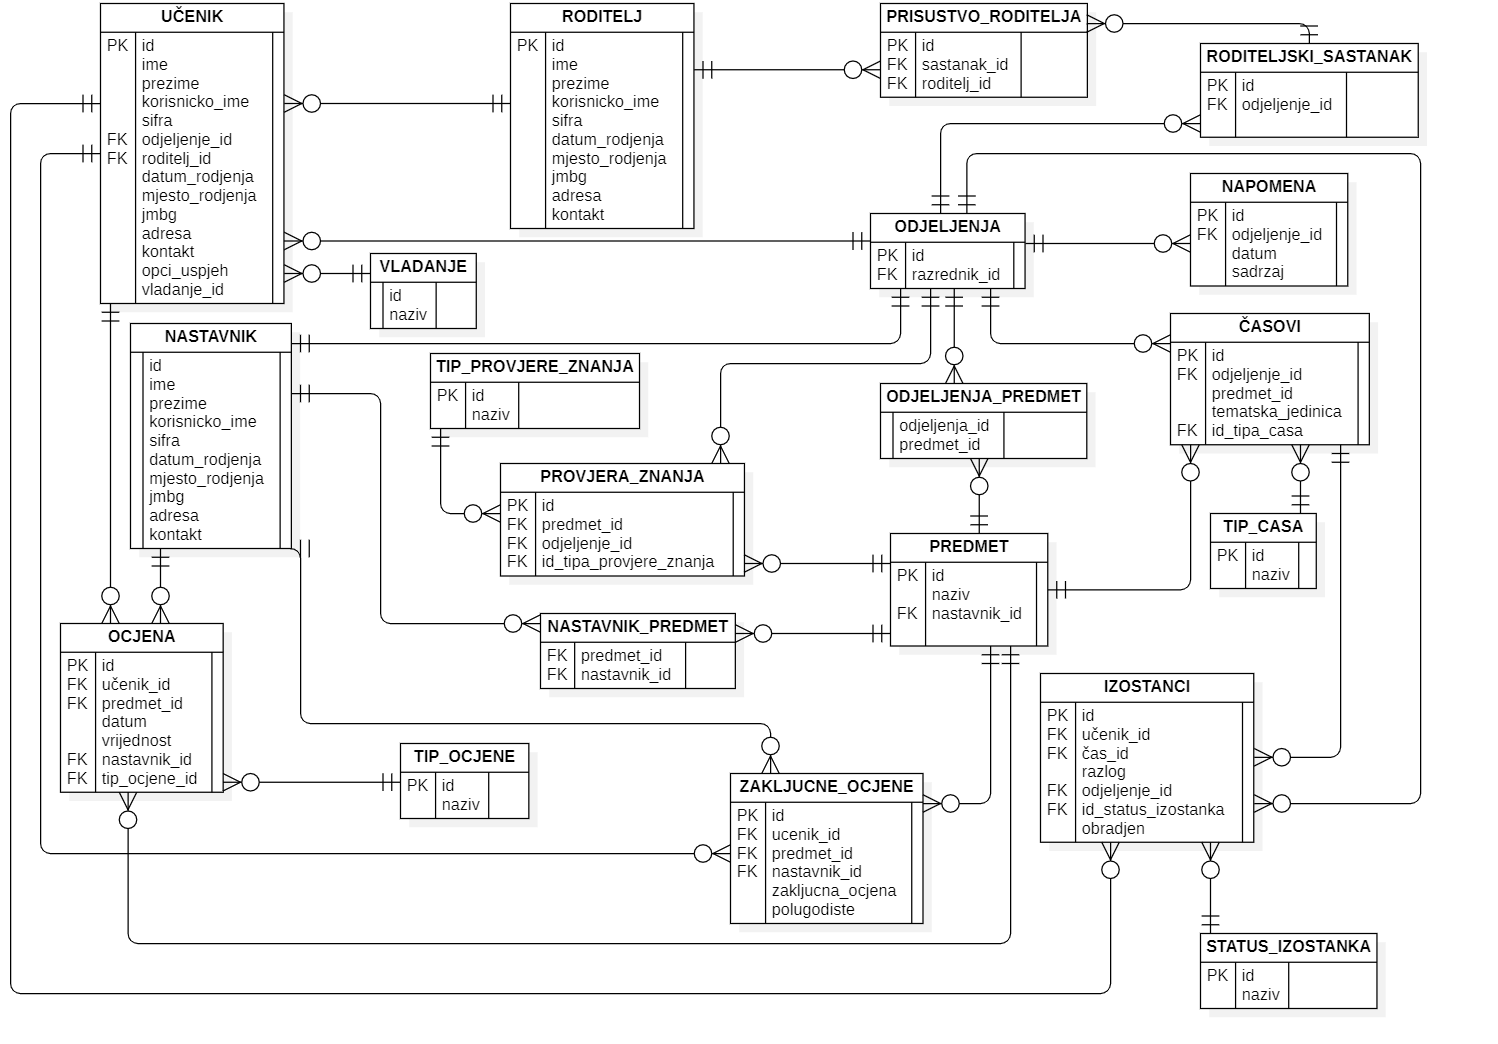 UČENIK
PK id
ime
prezime
korisnicko_ime
sifra
FK odjeljenje_id
FK roditelj_id
datum_rodjenja
mjesto_rodjenja
jmbg
adresa
kontakt
opci_uspjeh
vladanje_id
RODITELJ
PK id
ime
prezime
korisnicko_ime
sifra
datum_rodjenja
mjesto_rodjenja
jmbg
adresa
kontakt
PRISUSTVO_RODITELJA
PK id
FK sastanak_id
FK roditelj_id
RODITELJSKI_SASTANAK
PK id
FK odjeljenje_id
NAPOMENA
PK id
FK odjeljenje_id
datum
sadrzaj
ODJELJENJA
PK id
FK razrednik_id
VLADANJE
id
naziv
NASTAVNIK
id
ime
prezime
korisnicko_ime
sifra
datum_rodjenja
mjesto_rodjenja
jmbg
adresa
kontakt
TIP_PROVJERE_ZNANJA
PK id
naziv
ODJELJENJA_PREDMET
odjeljenja_id
predmet_id
ČASOVI
PK id
FK odjeljenje_id
predmet_id
tematska_jedinica
FK id_tipa_casa
PROVJERA_ZNANJA
PK id
FK predmet_id
FK odjeljenje_id
FK id_tipa_provjere_znanja
TIP_CASA
PK id
naziv
PREDMET
PK id
naziv
FK nastavnik_id
NASTAVNIK_PREDMET
FK predmet_id
FK nastavnik_id
OCJENA
PK id
FK učenik_id
FK predmet_id
datum
vrijednost
FK nastavnik_id
FK tip_ocjene_id
TIP_OCJENE
PK id
naziv
ZAKLJUCNE_OCJENE
PK id
FK ucenik_id
FK predmet_id
FK nastavnik_id
zakljucna_ocjena
polugodiste
IZOSTANCI
PK id
FK učenik_id
FK čas_id
razlog
FK odjeljenje_id
FK id_status_izostanka
obradjen
STATUS_IZOSTANKA
PK id
naziv